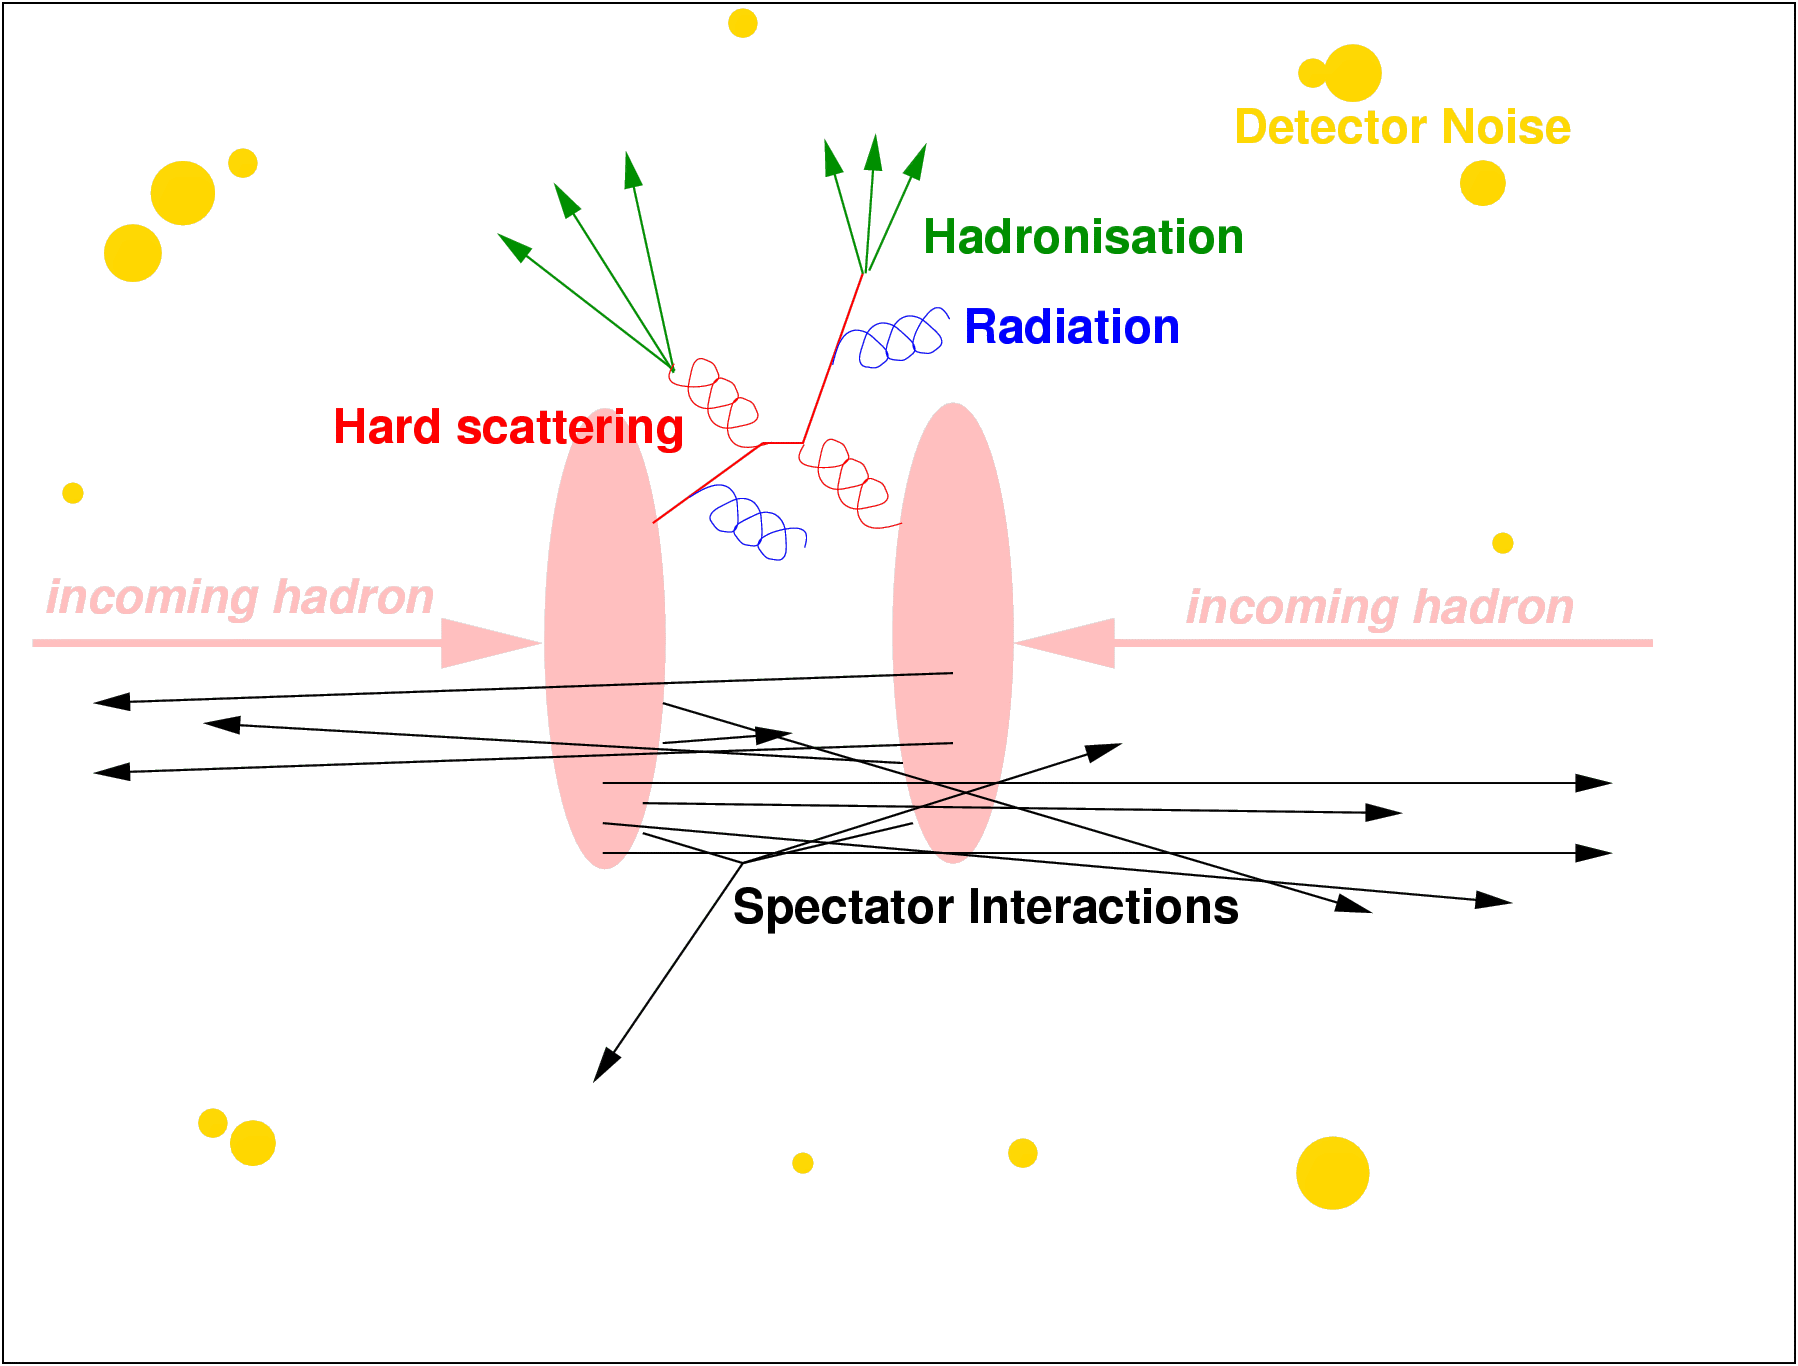 Detector Noise
Hadronisation
Radiation
Hard scattering
incoming hadron
incoming hadron
Spectator Interactions